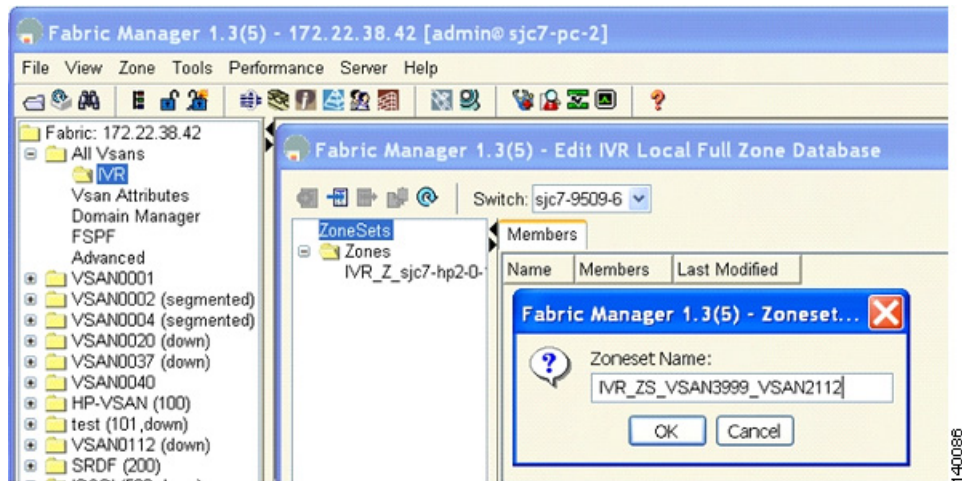 Fabric Manager 1.3(5) - 172.22.38.42 [admin@sjc7-pc-2]
File View Zone Tools Performance Server Help
Fabric: 172.22.38.42
All Vsans
IVR
Vsan Attributes
Domain Manager
FSPF
Advanced
VSAN0001
VSAN0002 (segmented)
VSAN0004 (segmented)
VSAN0020 (down)
VSAN0037 (down)
VSAN0040
HP-VSAN (100)
test (101,down)
VSAN0112 (down)
SRDF (200)
Fabric Manager 1.3(5) - Edit IVR Local Full Zone Database
Switch: sjc7-9509-6
ZoneSets
Zones
IVR_Z_sjc7-hp2-0-
Members
Name Members Last Modified
Fabric Manager 1.3(5) - Zoneset...
Zoneset Name:
IVR_ZS_VSAN3999_VSAN2112
OK Cancel
140086